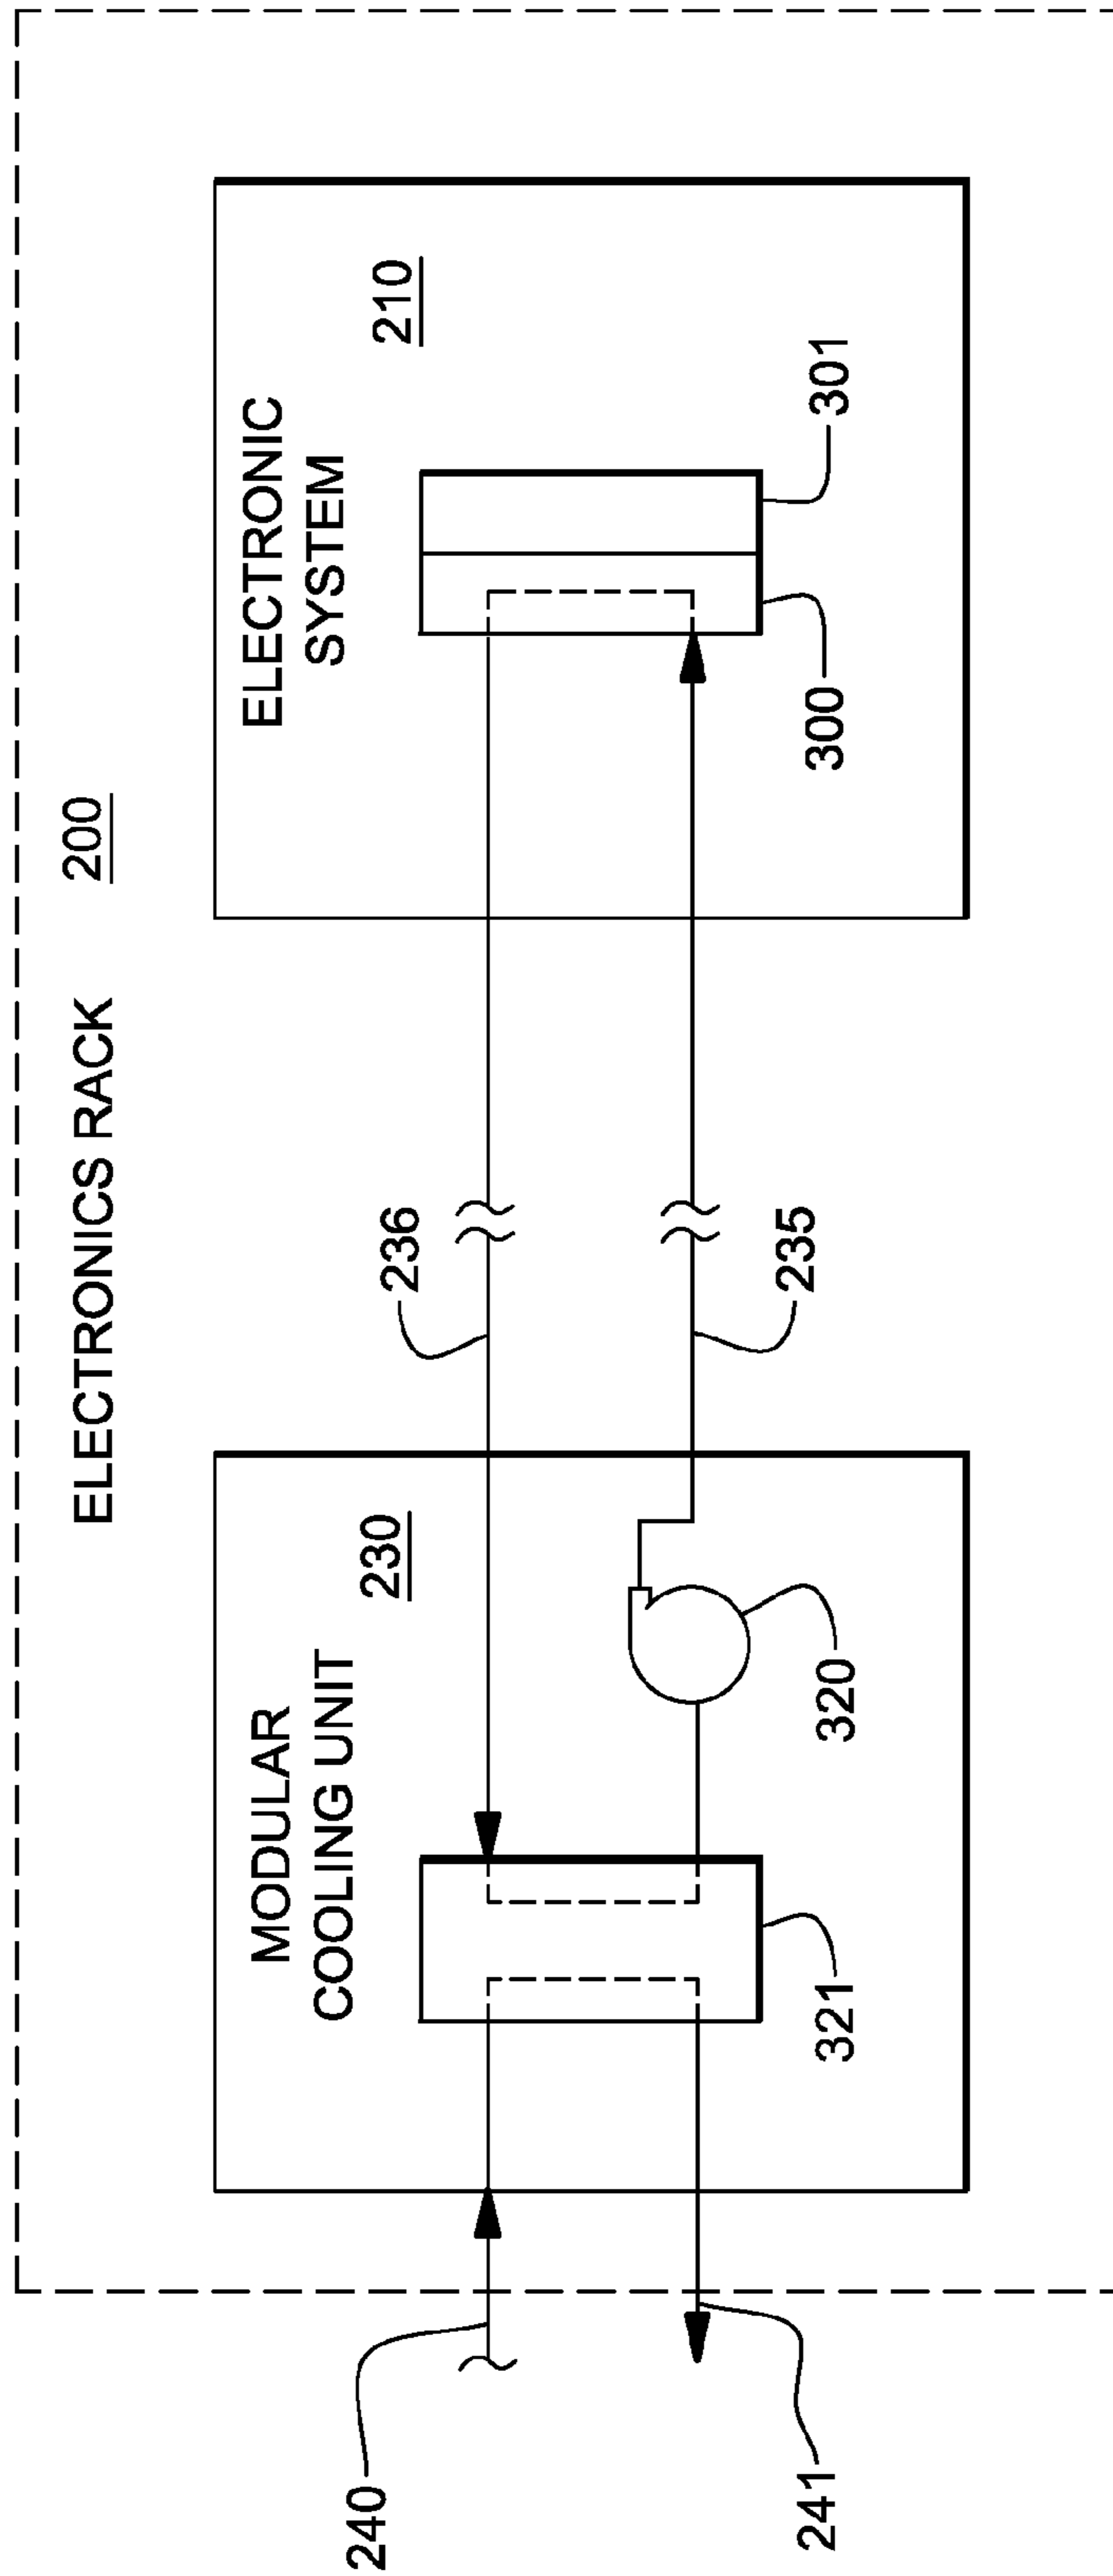 ELECTRONICS RACK 200
MODULAR
COOLING UNIT
230
ELECTRONIC
SYSTEM
210
240
236
241
321
320
235
300
301